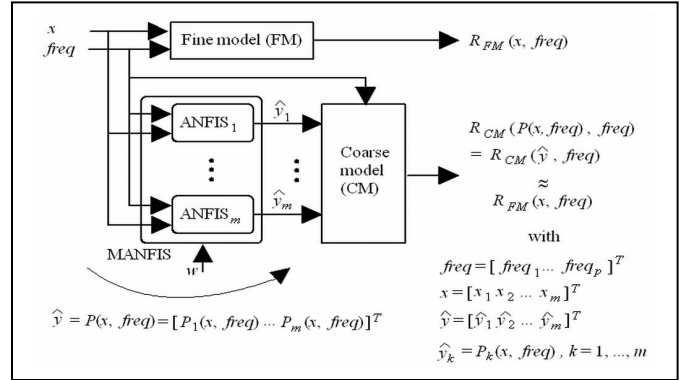 x
freq
Fine model (FM)
R_FM (x, freq)
ANFIS_1
ŷ_1
ANFIS_m
ŷ_m
MANFIS
w
Coarse
model
(CM)
R_CM (P(x, freq) , freq)
= R_CM (ŷ , freq)
≈
R_FM (x, freq)
with
freq = [ freq_1 ... freq_p ]^T
x = [x_1 x_2 ... x_m]^T
ŷ = [ŷ_1 ŷ_2 ... ŷ_m]^T
ŷ_k = P_k (x, freq) , k = 1, ..., m
ŷ = P(x, freq) = [ P_1 (x, freq) ... P_m (x, freq)]^T